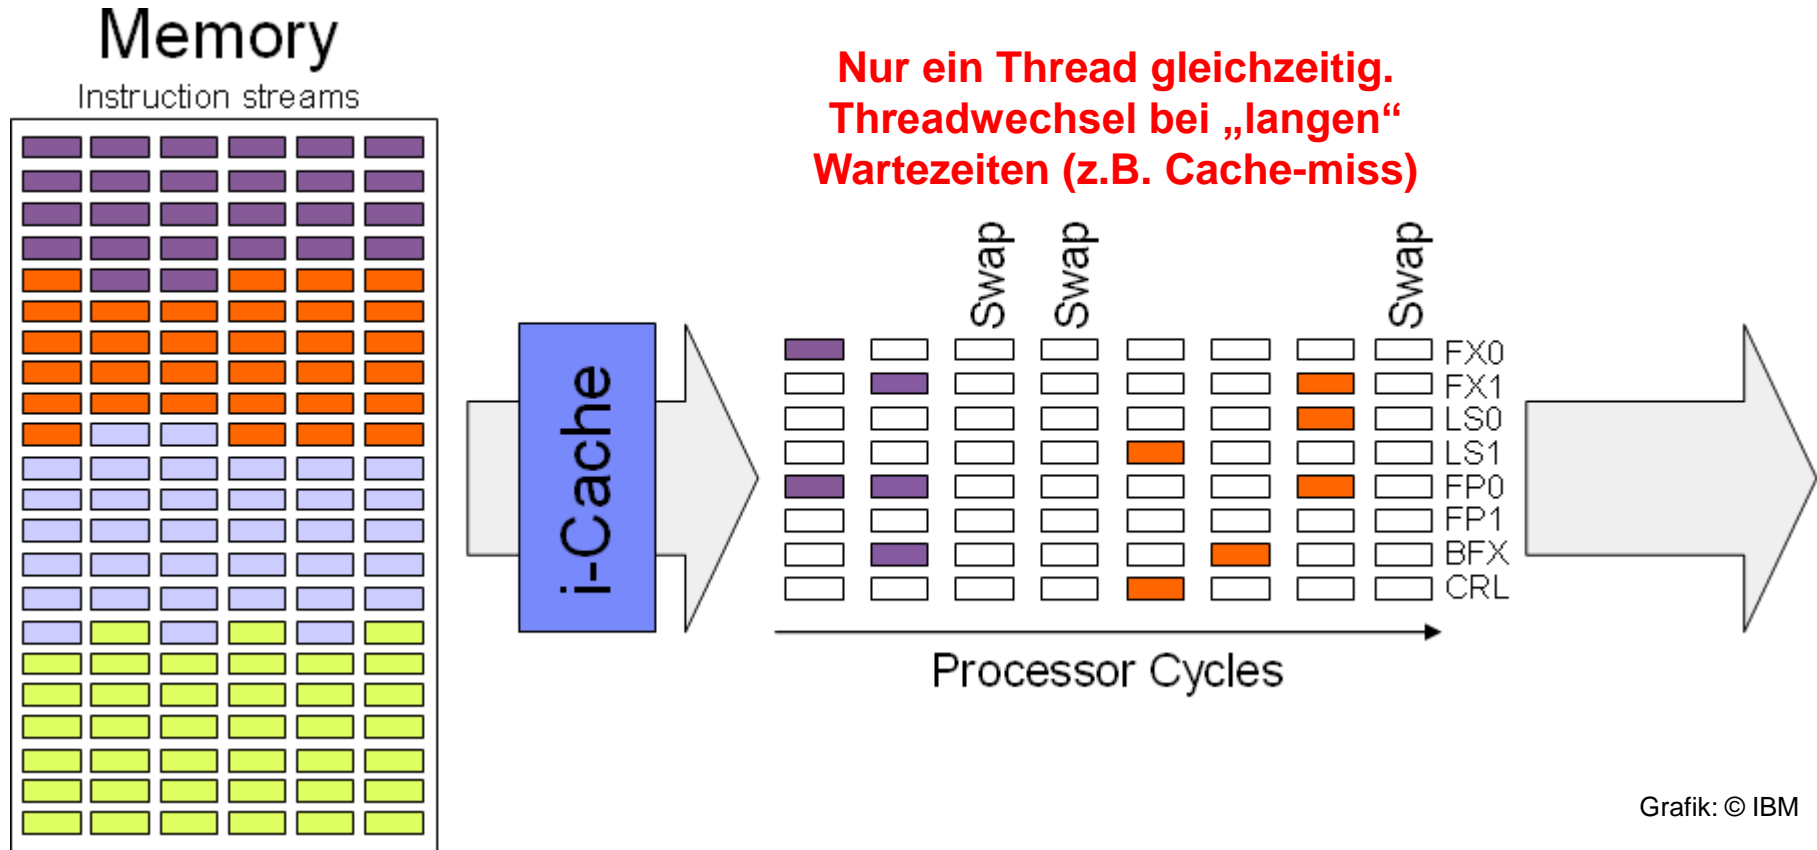 Memory
Instruction streams
Nur ein Thread gleichzeitig.
Threadwechsel bei „langen“
Wartezeiten (z.B. Cache-miss)
Swap
Swap
Swap
i-Cache
FX0
FX1
LS0
LS1
FP0
FP1
BFX
CRL
Processor Cycles
Grafik: © IBM